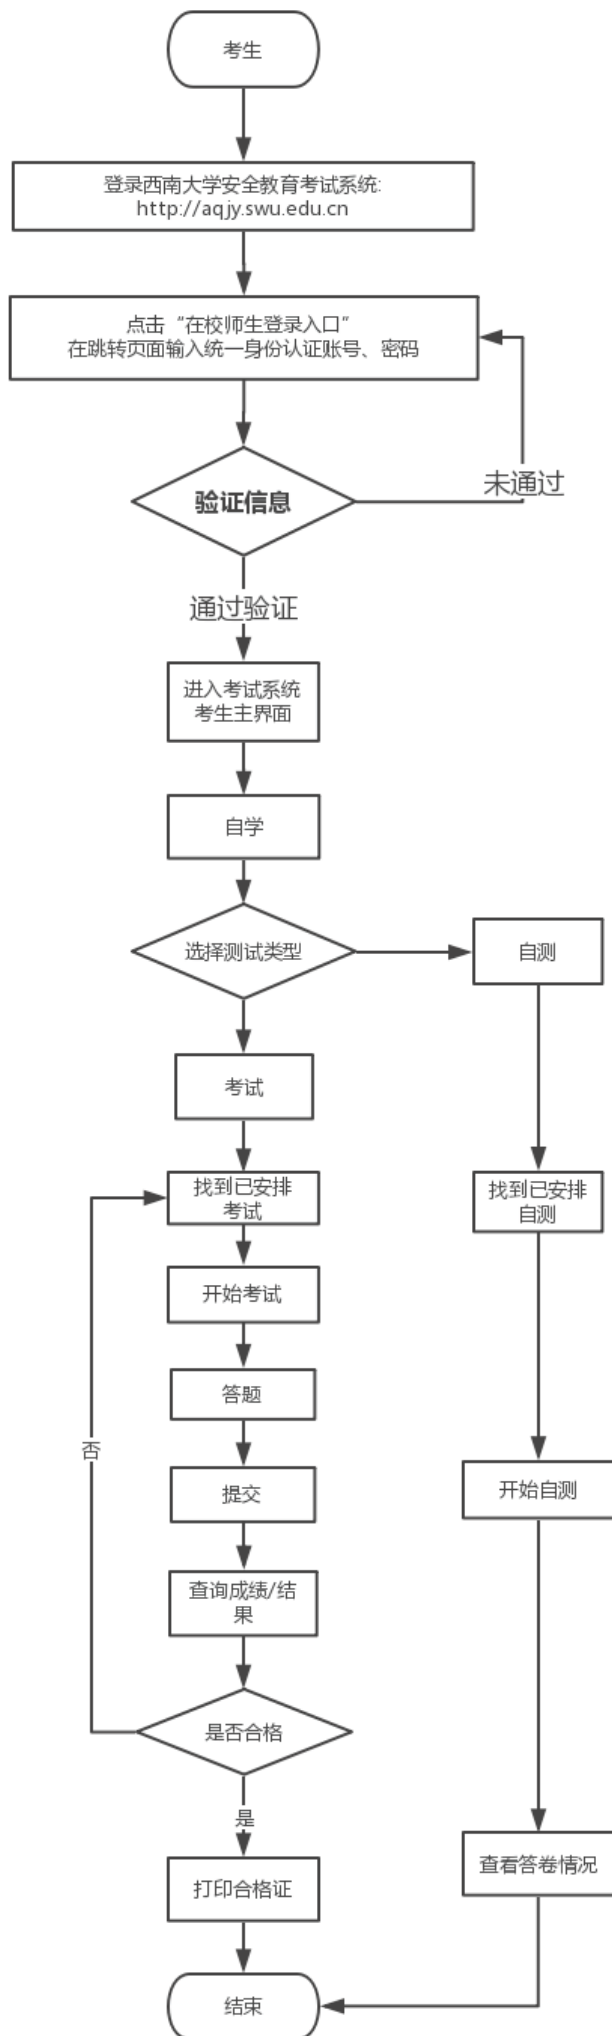 考生
登录西南大学安全教育考试系统:
http://aqjy.swu.edu.cn
点击“在校师生登录入口”
在跳转页面输入统一身份认证账号、密码
验证信息
未通过
通过验证
进入考试系统
考生主界面
自学
选择测试类型
自测
考试
找到已安排
考试
找到已安排
自测
开始考试
答题
否
提交
开始自测
查询成绩/结
果
是否合格
是
查看答卷情况
打印合格证
结束